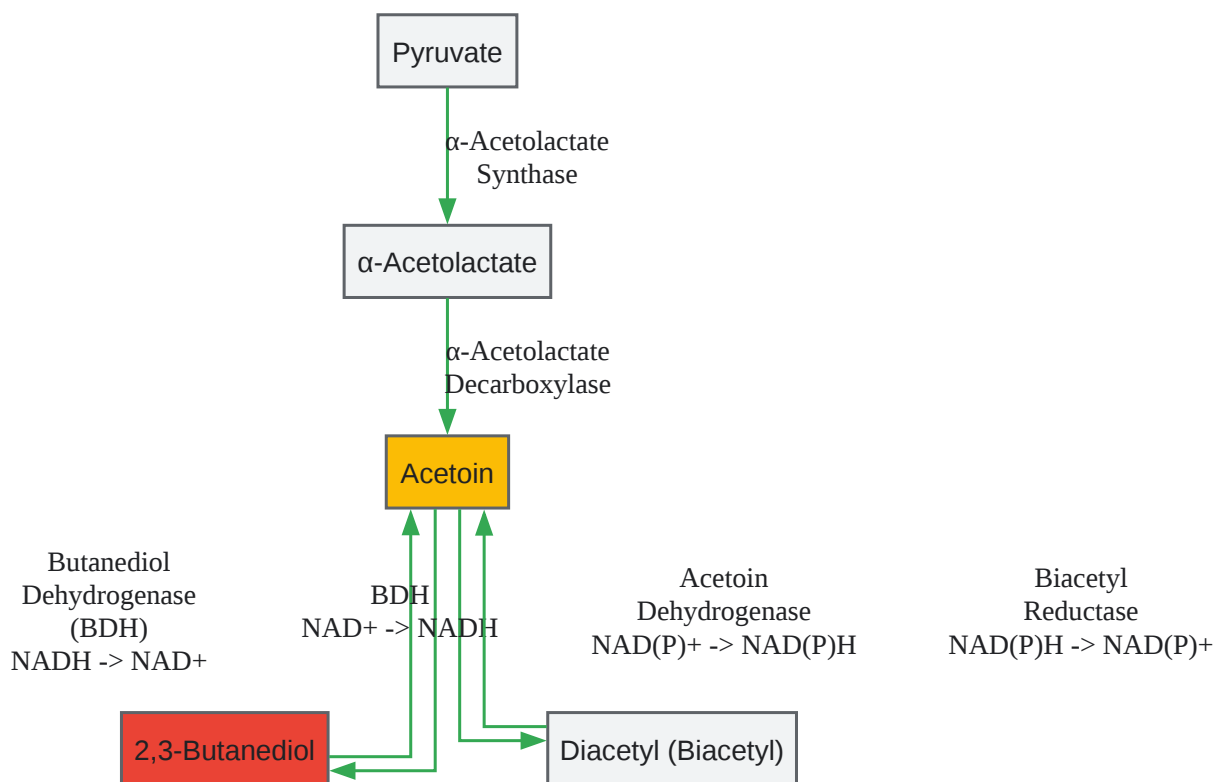 Pyruvate
α-Acetolactate
Synthase
α-Acetolactate
α-Acetolactate
Decarboxylase
Acetoin
Butanediol
Dehydrogenase
(BDH)
NADH -> NAD+
BDH
NAD+ -> NADH
Acetoin
Dehydrogenase
NAD(P)+ -> NAD(P)H
Biacetyl
Reductase
NAD(P)H -> NAD(P)+
2,3-Butanediol
Diacetyl (Biacetyl)